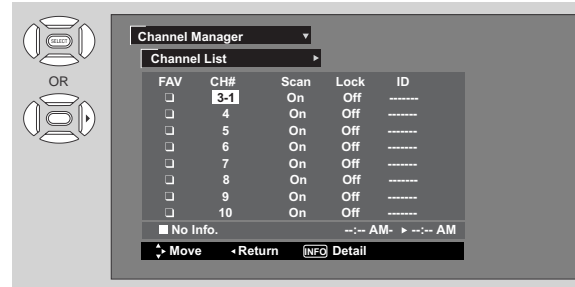 SELECT
OR
Channel Manager
Channel List
FAV CH# Scan Lock ID
3-1 On Off -------
4 On Off -------
5 On Off -------
6 On Off -------
7 On Off -------
8 On Off -------
9 On Off -------
10 On Off -------
No Info. --:-- AM- ► --:-- AM
Move Return INFO Detail